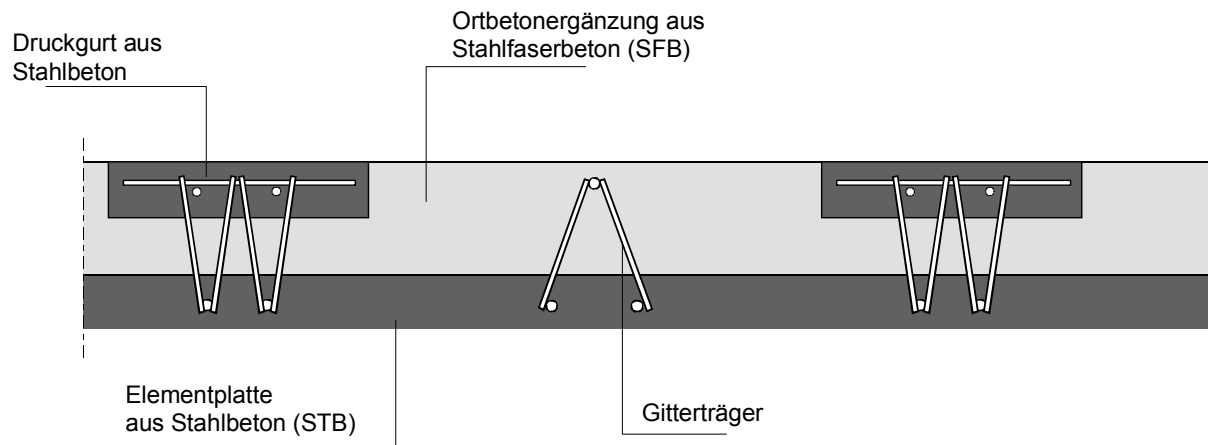 Druckgurt aus
Stahlbeton
Ortbetonergänzung aus
Stahlfaserbeton (SFB)
Elementplatte
aus Stahlbeton (STB)
Gitterträger